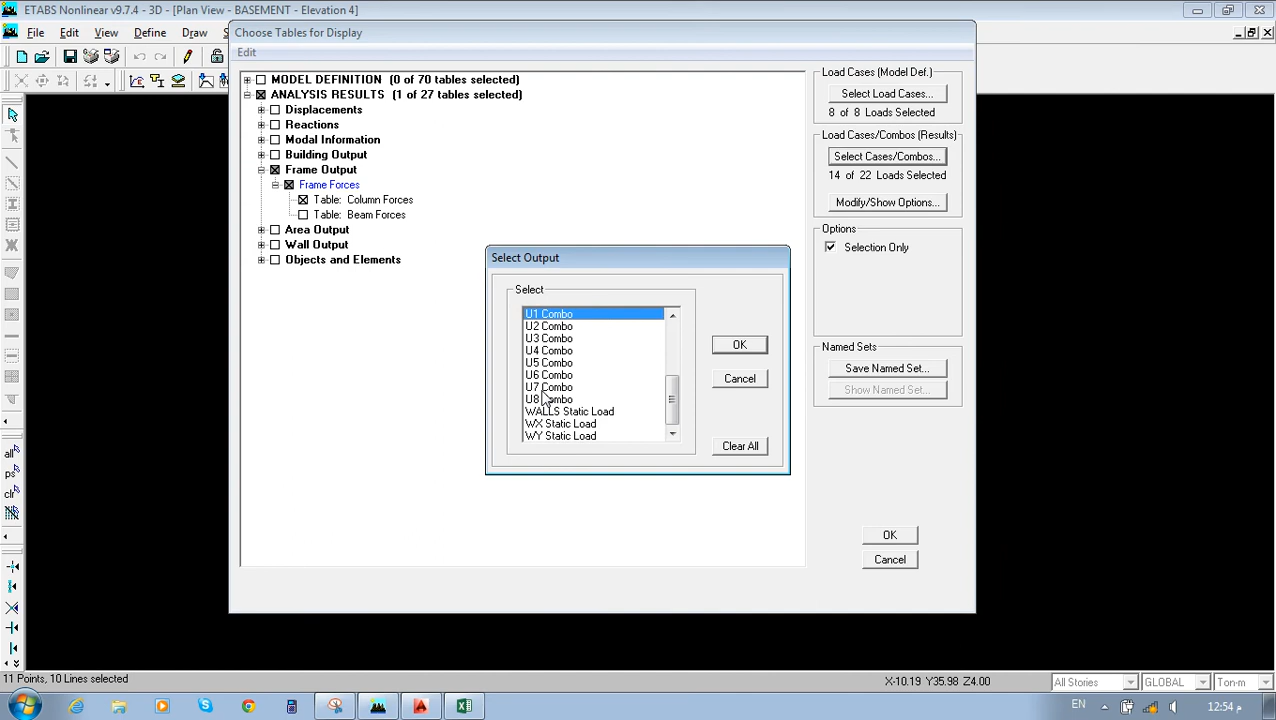 ETABS Nonlinear v9.7.4 - 3D - [Plan View - BASEMENT - Elevation 4]
File Edit View Define Draw
Choose Tables for Display
Edit
MODEL DEFINITION (0 of 70 tables selected)
ANALYSIS RESULTS (1 of 27 tables selected)
Displacements
Reactions
Modal Information
Building Output
Frame Output
Frame Forces
Table: Column Forces
Table: Beam Forces
Area Output
Wall Output
Objects and Elements
Load Cases (Model Def.)
Select Load Cases...
8 of 8 Loads Selected
Load Cases/Combos (Results)
Select Cases/Combos...
14 of 22 Loads Selected
Modify/Show Options...
Options
Selection Only
Named Sets
Save Named Set...
Show Named Set...
OK
Cancel
Select Output
Select
U1 Combo
U2 Combo
U3 Combo
U4 Combo
U5 Combo
U6 Combo
U7 Combo
U8 Combo
WALLS Static Load
WX Static Load
WY Static Load
OK
Cancel
Clear All
all
ps
clr
11 Points, 10 Lines selected
X-10.19 Y35.98 Z4.00
All Stories
GLOBAL
Ton-m
EN
12:54 م